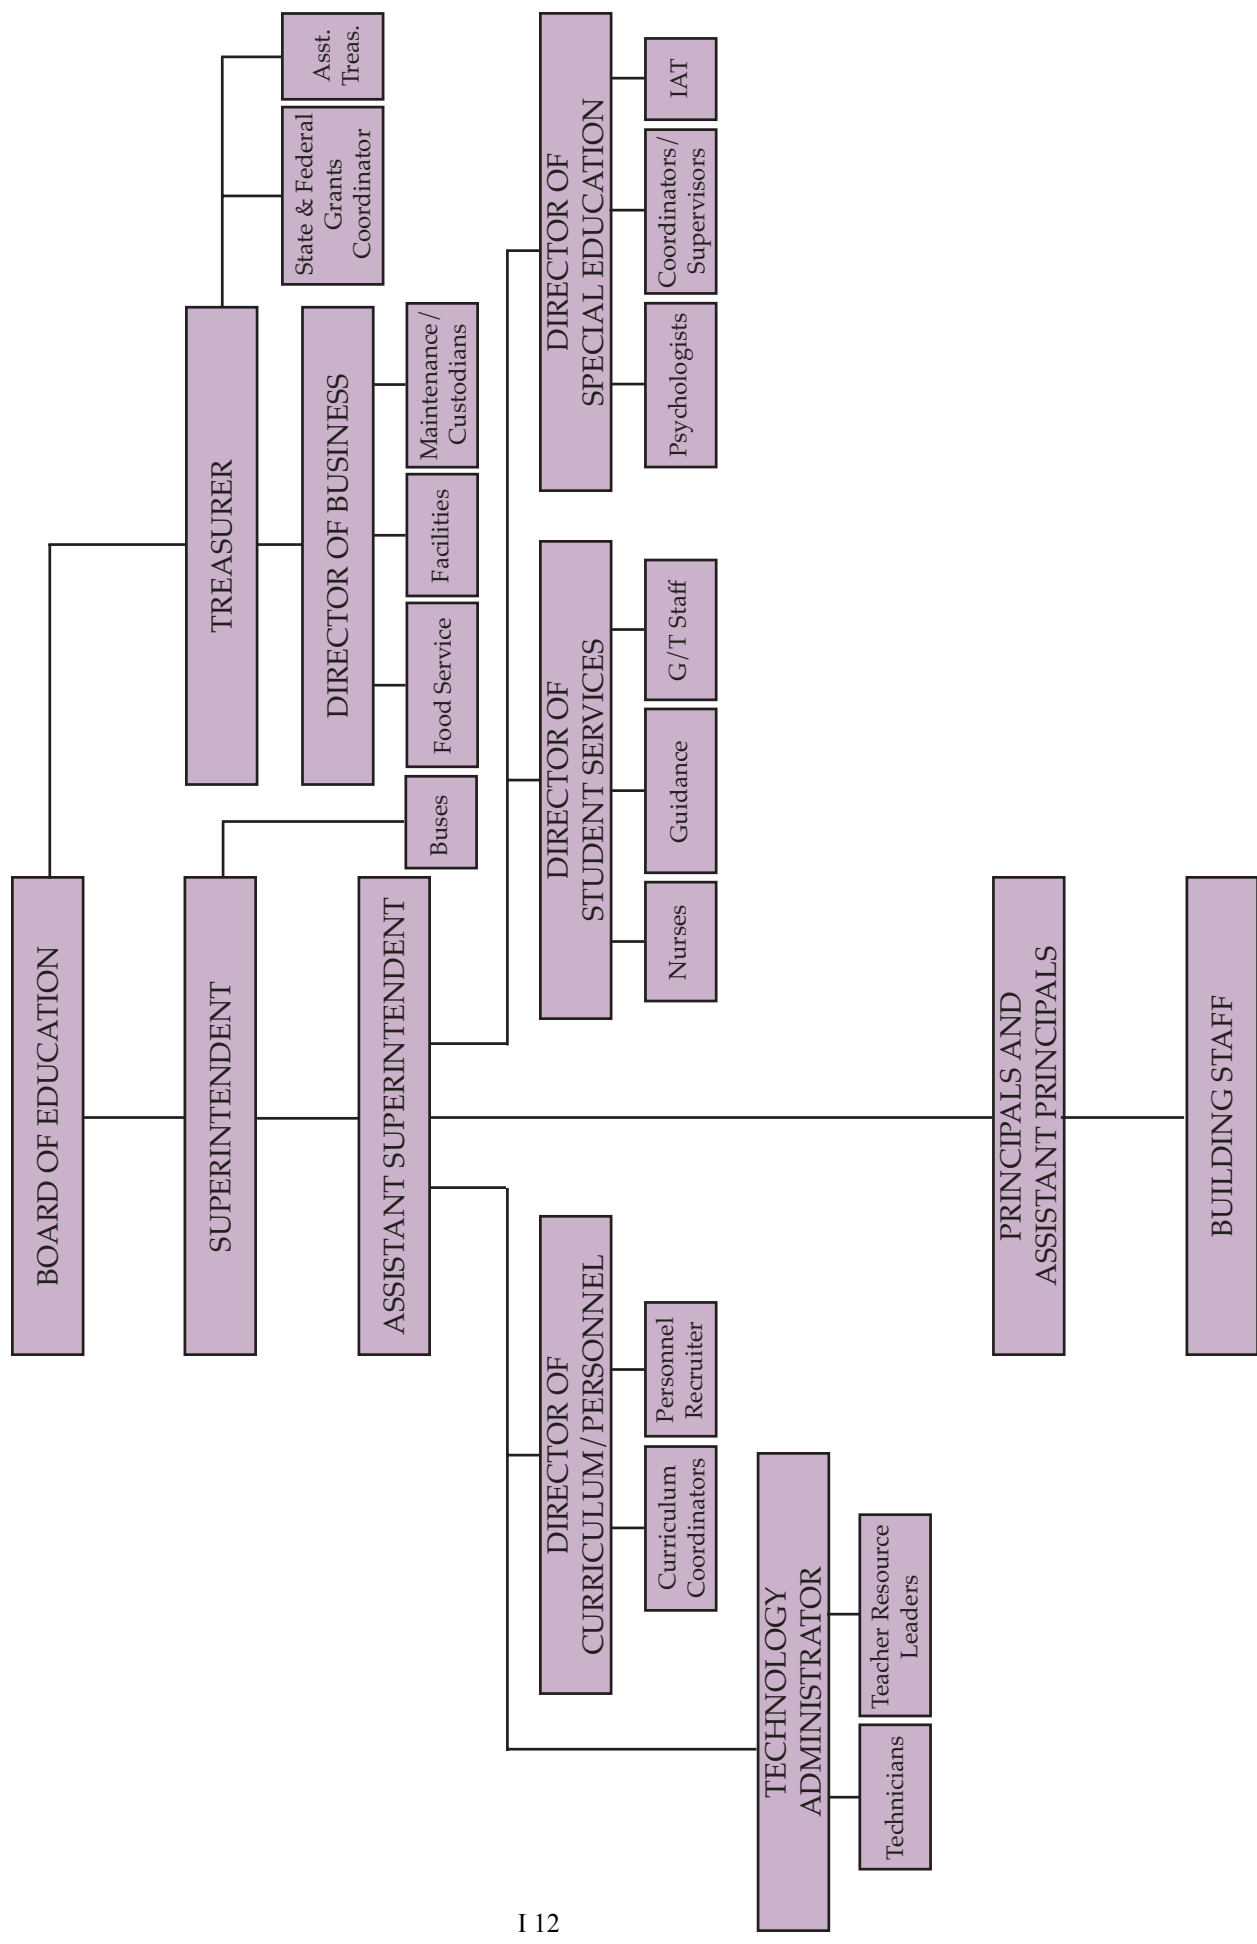 BOARD OF EDUCATION
SUPERINTENDENT
TREASURER
State & Federal
Grants
Coordinator
Asst.
Treas.
DIRECTOR OF BUSINESS
ASSISTANT SUPERINTENDENT
Buses
Food Service
Facilities
Maintenance/
Custodians
DIRECTOR OF
CURRICULUM/PERSONNEL
DIRECTOR OF
STUDENT SERVICES
DIRECTOR OF
SPECIAL EDUCATION
Curriculum
Coordinators
Personnel
Recruiter
Nurses
Guidance
G/T Staff
Psychologists
Coordinators/
Supervisors
IAT
TECHNOLOGY
ADMINISTRATOR
Technicians
Teacher Resource
Leaders
PRINCIPALS AND
ASSISTANT PRINCIPALS
BUILDING STAFF
I 12